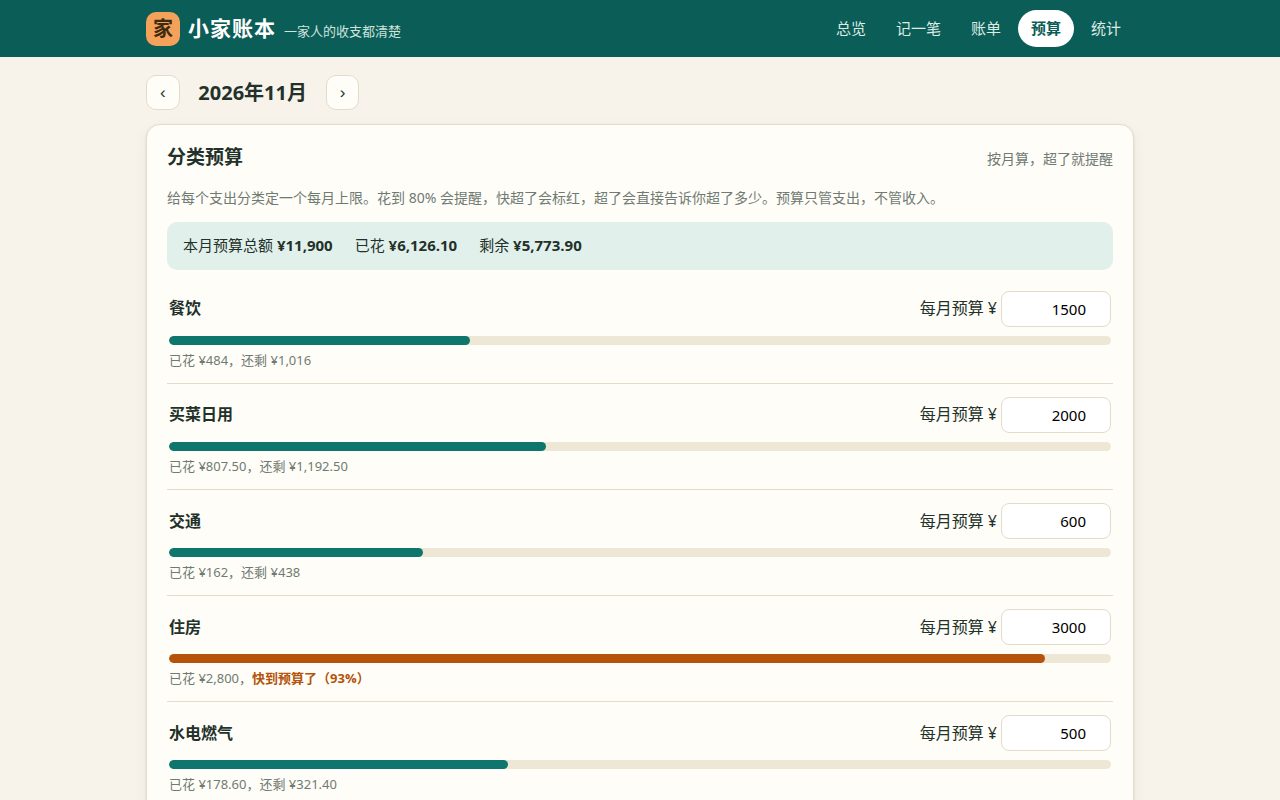 家 小家账本 一家人的收支都清楚 总览 记一笔 账单 预算 统计
‹ 2026年11月 ›
分类预算 按月算，超了就提醒
给每个支出分类定一个每月上限。花到 80% 会提醒，快超了会标红，超了会直接告诉你超了多少。预算只管支出，不管收入。
本月预算总额 ¥11,900 已花 ¥6,126.10 剩余 ¥5,773.90
餐饮 每月预算 ¥ 1500
已花 ¥484，还剩 ¥1,016
买菜日用 每月预算 ¥ 2000
已花 ¥807.50，还剩 ¥1,192.50
交通 每月预算 ¥ 600
已花 ¥162，还剩 ¥438
住房 每月预算 ¥ 3000
已花 ¥2,800，快到预算了（93%）
水电燃气 每月预算 ¥ 500
已花 ¥178.60，还剩 ¥321.40